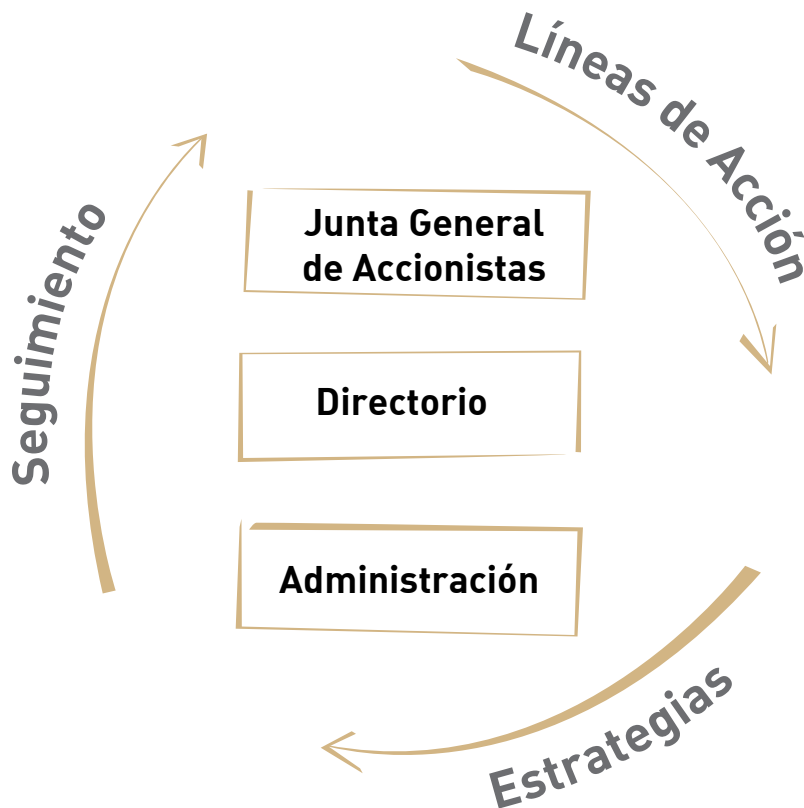 Líneas de Acción
Junta General
de Accionistas
Seguimiento
Directorio
Administración
Estrategias